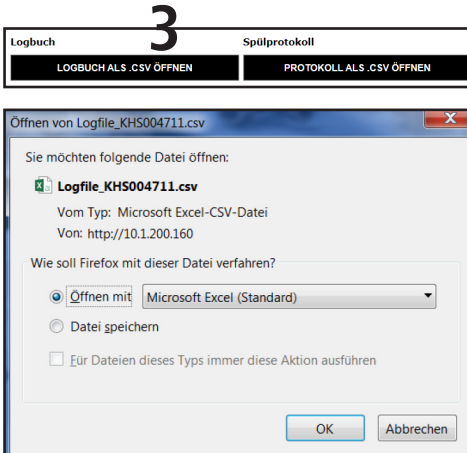 3
Logbuch Spülprotokoll
LOGBUCH ALS .CSV ÖFFNEN PROTOKOLL ALS .CSV ÖFFNEN
Öffnen von Logfile_KHS004711.csv
Sie möchten folgende Datei öffnen:
Logfile_KHS004711.csv
Vom Typ: Microsoft Excel-CSV-Datei
Von: http://10.1.200.160
Wie soll Firefox mit dieser Datei verfahren?
Öffnen mit Microsoft Excel (Standard)
Datei speichern
Für Dateien dieses Typs immer diese Aktion ausführen
OK Abbrechen